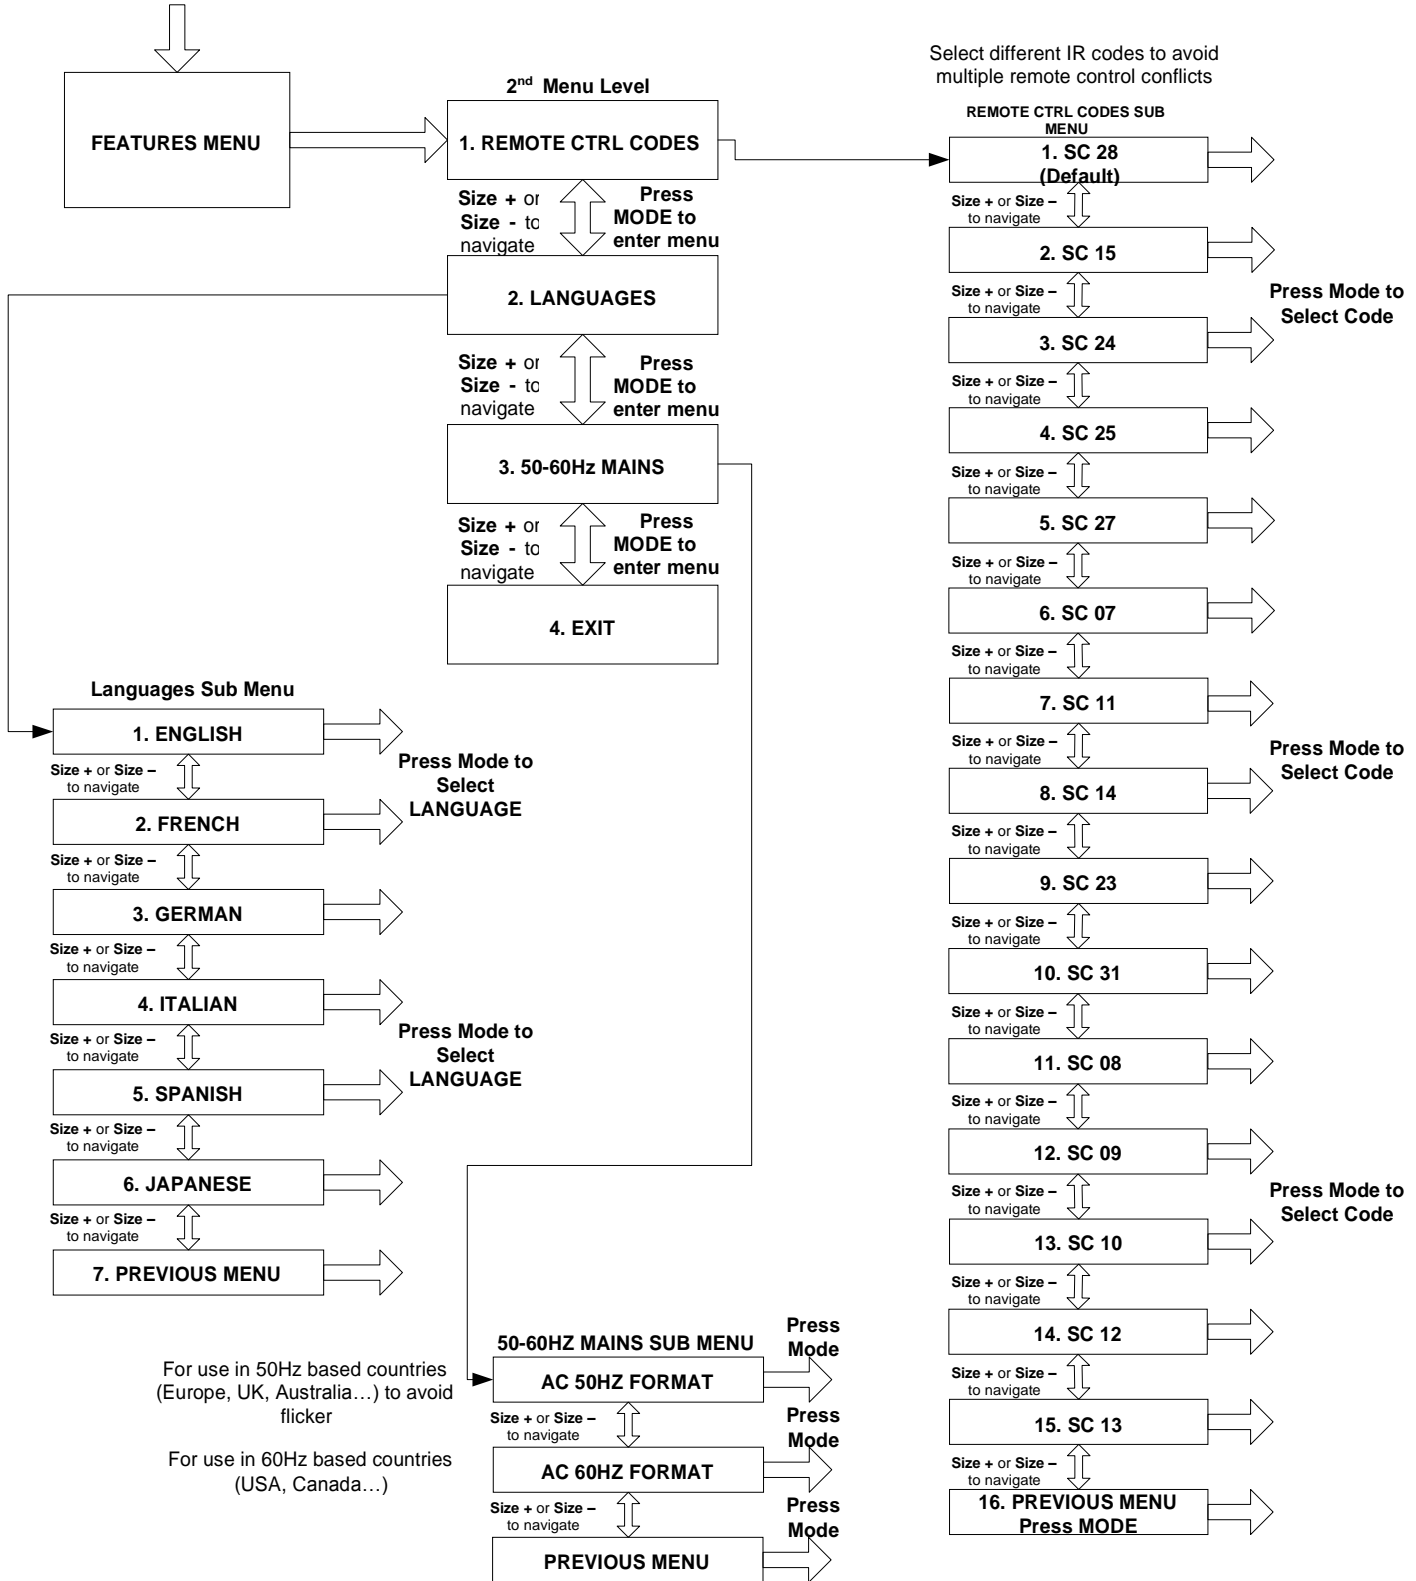 FEATURES MENU
2nd Menu Level
1. REMOTE CTRL CODES
Size + or
Size - to
navigate
Press
MODE to
enter menu
2. LANGUAGES
Size + or
Size - to
navigate
Press
MODE to
enter menu
3. 50-60Hz MAINS
Size + or
Size - to
navigate
Press
MODE to
enter menu
4. EXIT
Languages Sub Menu
1. ENGLISH
Size + or Size –
to navigate
2. FRENCH
Size + or Size –
to navigate
3. GERMAN
Size + or Size –
to navigate
4. ITALIAN
Size + or Size –
to navigate
5. SPANISH
Size + or Size –
to navigate
6. JAPANESE
Size + or Size –
to navigate
7. PREVIOUS MENU
Press Mode to
Select
LANGUAGE
Press Mode to
Select
LANGUAGE
For use in 50Hz based countries
(Europe, UK, Australia…) to avoid
flicker
For use in 60Hz based countries
(USA, Canada…)
50-60HZ MAINS SUB MENU
AC 50HZ FORMAT
Press
Mode
Size + or Size –
to navigate
AC 60HZ FORMAT
Press
Mode
Size + or Size –
to navigate
PREVIOUS MENU
Press
Mode
Select different IR codes to avoid
multiple remote control conflicts
REMOTE CTRL CODES SUB
MENU
1. SC 28
(Default)
Size + or Size –
to navigate
2. SC 15
Size + or Size –
to navigate
3. SC 24
Size + or Size –
to navigate
4. SC 25
Size + or Size –
to navigate
5. SC 27
Size + or Size –
to navigate
6. SC 07
Size + or Size –
to navigate
7. SC 11
Size + or Size –
to navigate
8. SC 14
Size + or Size –
to navigate
9. SC 23
Size + or Size –
to navigate
10. SC 31
Size + or Size –
to navigate
11. SC 08
Size + or Size –
to navigate
12. SC 09
Size + or Size –
to navigate
13. SC 10
Size + or Size –
to navigate
14. SC 12
Size + or Size –
to navigate
15. SC 13
Size + or Size –
to navigate
16. PREVIOUS MENU
Press MODE
Press Mode to
Select Code
Press Mode to
Select Code
Press Mode to
Select Code